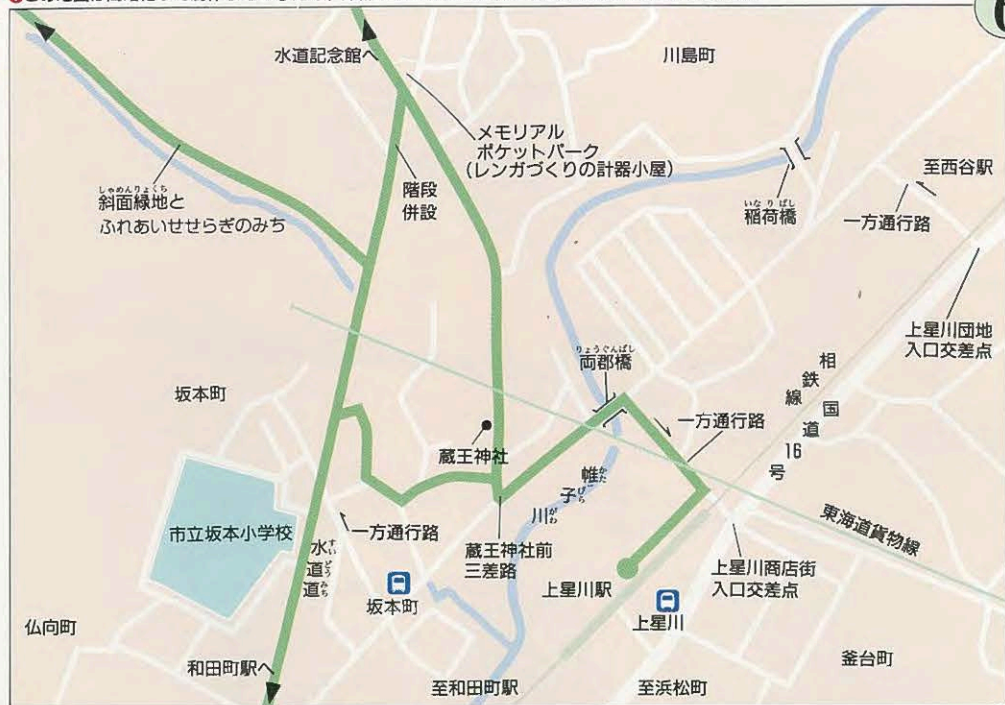 水道記念館へ
川島町
メモリアル
ポケットパーク
(レンガづくりの計器小屋)
階段
併設
しゃめんりょくち
斜面緑地と
ふれあいせせらぎのみち
いなりばし
稲荷橋
至西谷駅
一方通行路
上星川団地
入口交差点
りょうぐんばし
両郡橋
相鉄線
国道16号
一方通行路
坂本町
蔵王神社
帷子川
かたびらがわ
東海道貨物線
市立坂本小学校
一方通行路
水道道
すいどうみち
蔵王神社前
三差路
坂本町
上星川駅
上星川
上星川商店街
入口交差点
仏向町
和田町駅へ
至和田町駅
至浜松町
釜台町